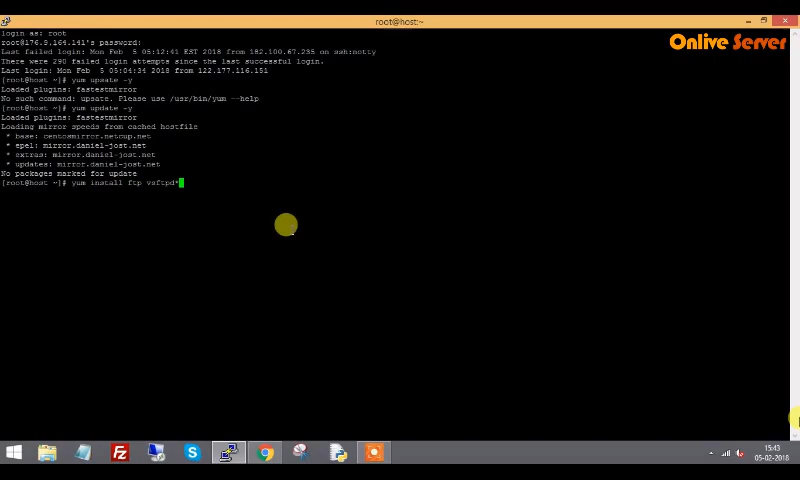 root@host:~
Onlive Server
login as: root
root@176.9.164.141's password:
Last failed login: Mon Feb  5 05:12:41 EST 2018 from 182.100.67.235 on ssh:notty
There were 290 failed login attempts since the last successful login.
Last login: Mon Feb  5 05:04:34 2018 from 122.177.116.151
[root@host ~]# yum upsate -y
Loaded plugins: fastestmirror
No such command: upsate. Please use /usr/bin/yum --help
[root@host ~]# yum update -y
Loaded plugins: fastestmirror
Loading mirror speeds from cached hostfile
 * base: centosmirror.netcup.net
 * epel: mirror.daniel-jost.net
 * extras: mirror.daniel-jost.net
 * updates: mirror.daniel-jost.net
No packages marked for update
[root@host ~]# yum install ftp vsftpd*
15:43
05-02-2018